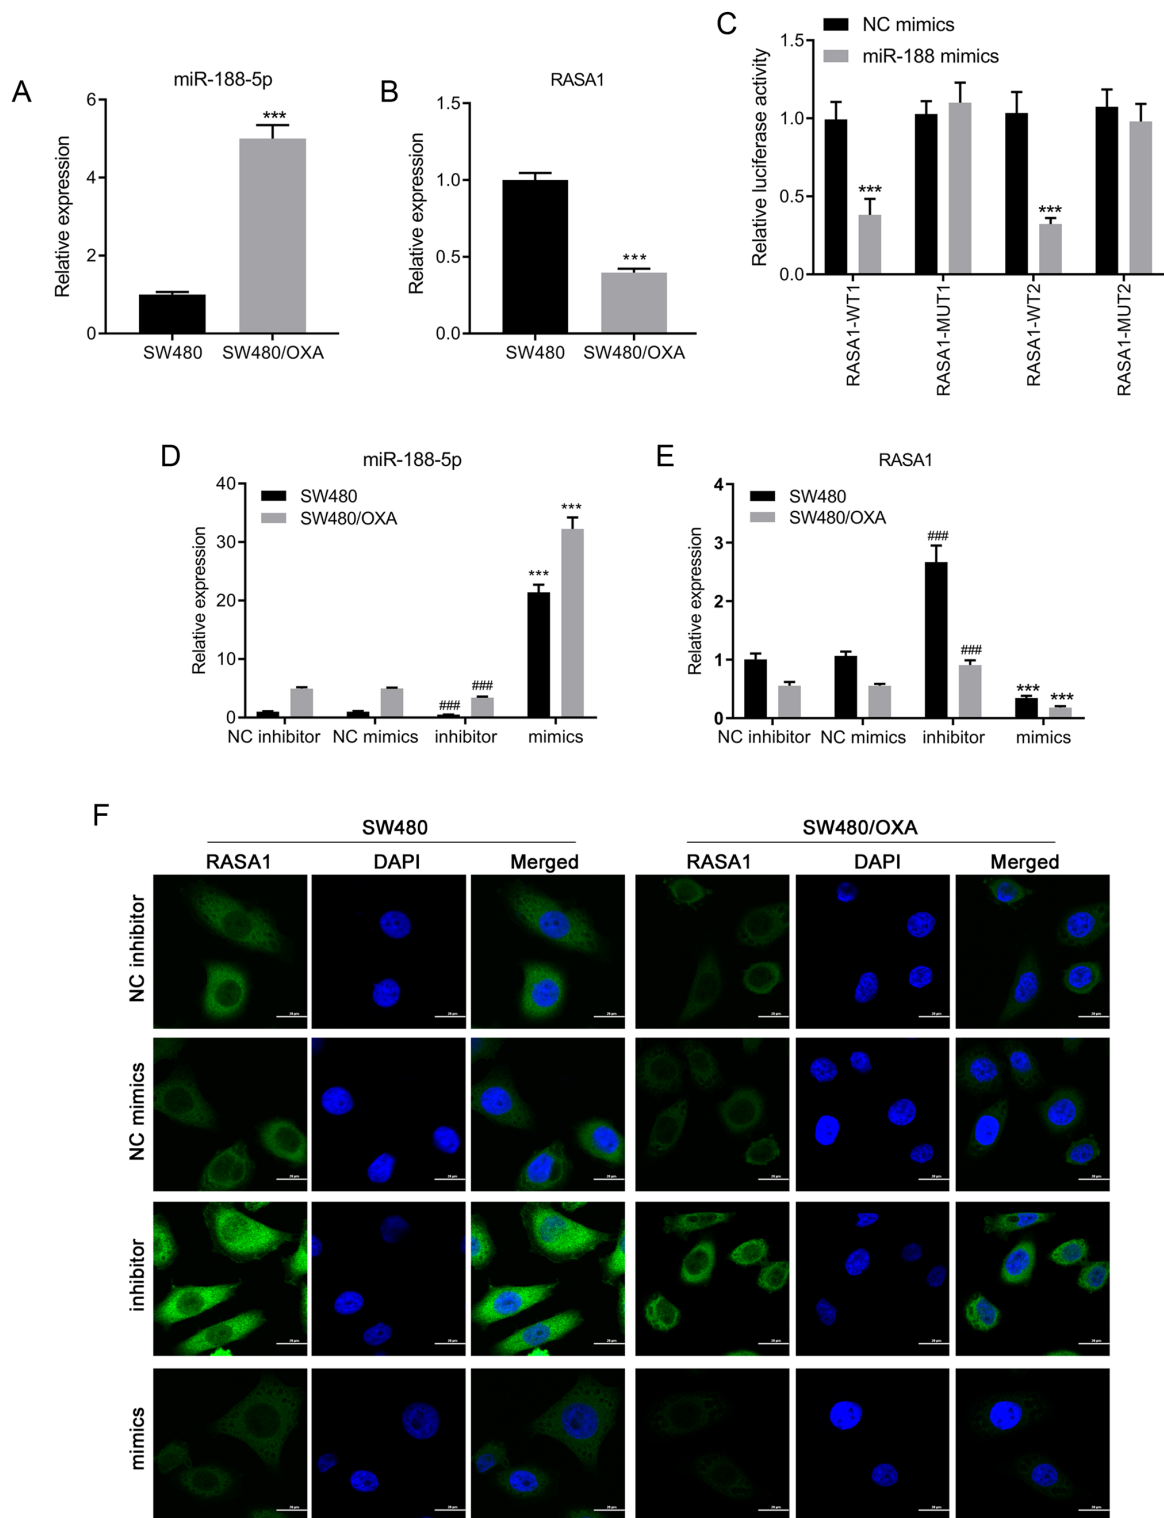 A
miR-188-5p
Relative expression
6
4
2
0
***
SW480
SW480/OXA
B
RASA1
Relative expression
1.5
1.0
0.5
0.0
***
SW480
SW480/OXA
C
NC mimics
miR-188 mimics
Relative luciferase activity
1.5
1.0
0.5
0.0
***
***
RASA1-WT1
RASA1-MUT1
RASA1-WT2
RASA1-MUT2
D
miR-188-5p
SW480
SW480/OXA
Relative expression
40
30
20
10
0
###
###
***
***
NC inhibitor
NC mimics
inhibitor
mimics
E
RASA1
SW480
SW480/OXA
Relative expression
4
3
2
1
0
###
###
***
***
NC inhibitor
NC mimics
inhibitor
mimics
F
SW480
SW480/OXA
RASA1
DAPI
Merged
RASA1
DAPI
Merged
NC inhibitor
NC mimics
inhibitor
mimics